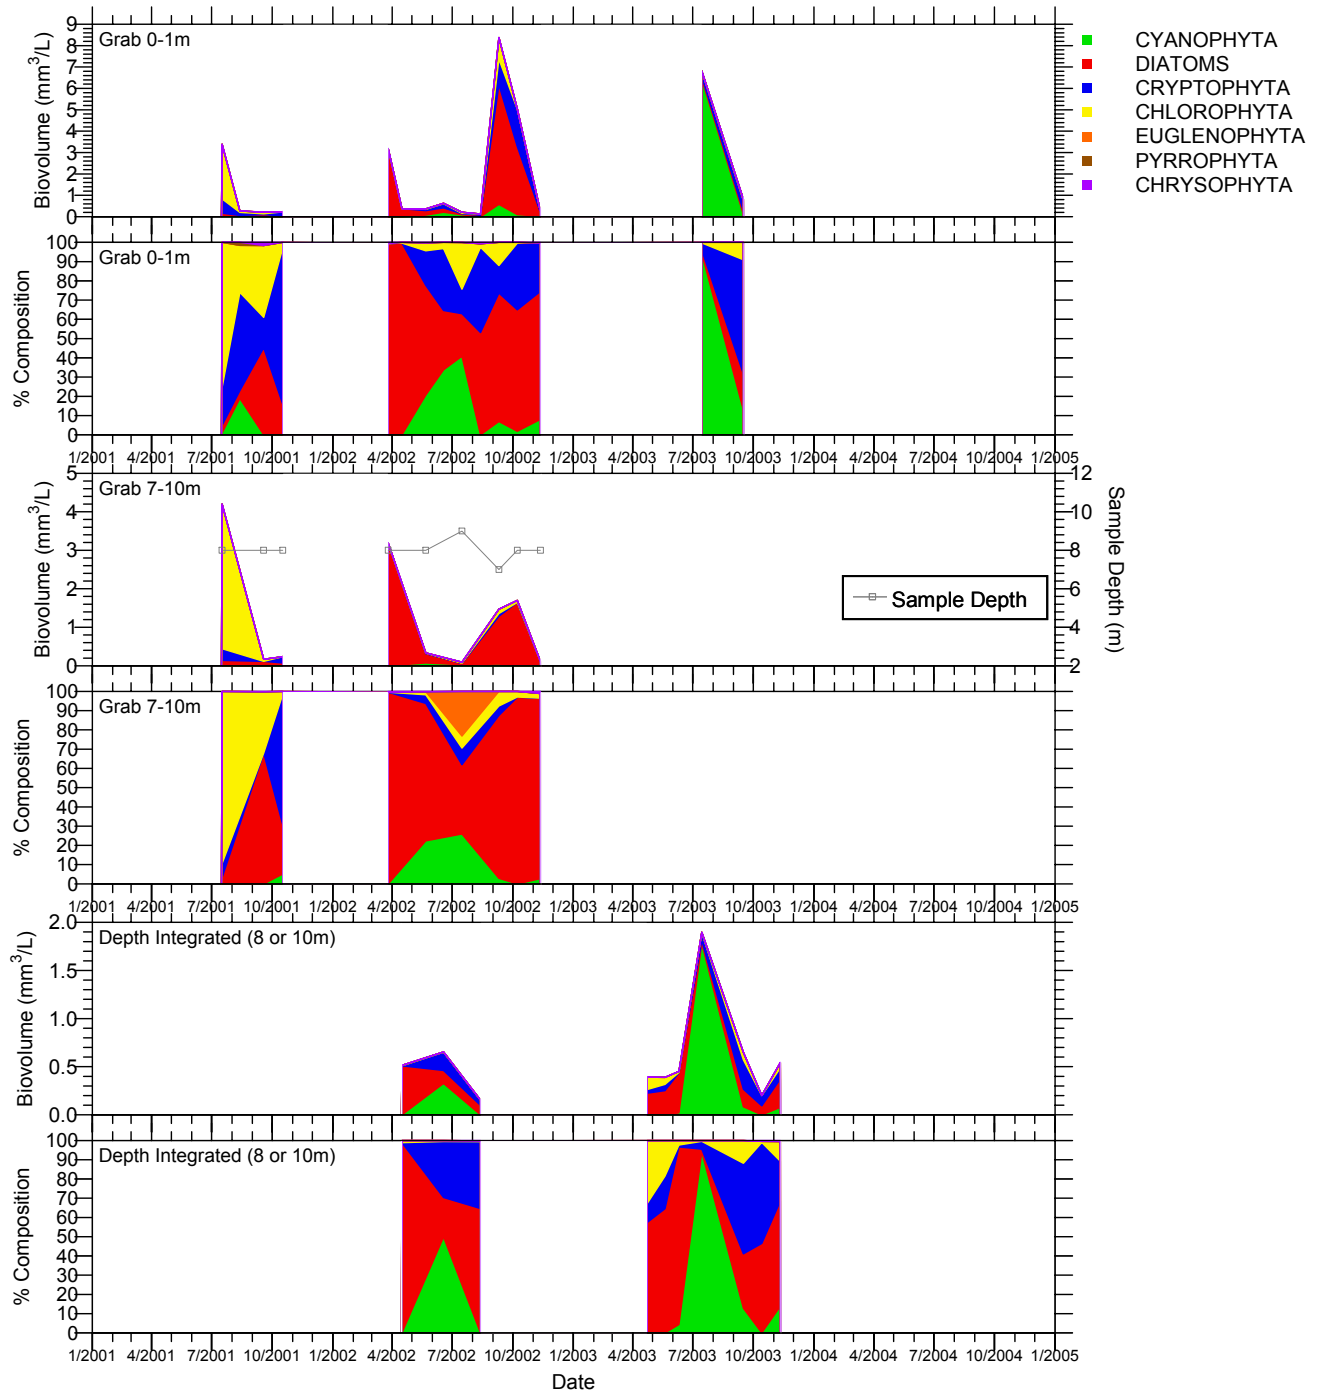 Grab 0-1m
Biovolume (mm³/L)
9
8
7
6
5
4
3
2
1
0
CYANOPHYTA
DIATOMS
CRYPTOPHYTA
CHLOROPHYTA
EUGLENOPHYTA
PYRROPHYTA
CHRYSOPHYTA
Grab 0-1m
% Composition
100
90
80
70
60
50
40
30
20
10
0
1/2001 4/2001 7/2001 10/2001 1/2002 4/2002 7/2002 10/2002 1/2003 4/2003 7/2003 10/2003 1/2004 4/2004 7/2004 10/2004 1/2005
Grab 7-10m
Biovolume (mm³/L)
5
4
3
2
1
0
12
10
8
6
4
2
Sample Depth (m)
Sample Depth
Grab 7-10m
% Composition
100
90
80
70
60
50
40
30
20
10
0
1/2001 4/2001 7/2001 10/2001 1/2002 4/2002 7/2002 10/2002 1/2003 4/2003 7/2003 10/2003 1/2004 4/2004 7/2004 10/2004 1/2005
Depth Integrated (8 or 10m)
Biovolume (mm³/L)
2.0
1.5
1.0
0.5
0.0
Depth Integrated (8 or 10m)
% Composition
100
90
80
70
60
50
40
30
20
10
0
1/2001 4/2001 7/2001 10/2001 1/2002 4/2002 7/2002 10/2002 1/2003 4/2003 7/2003 10/2003 1/2004 4/2004 7/2004 10/2004 1/2005
Date